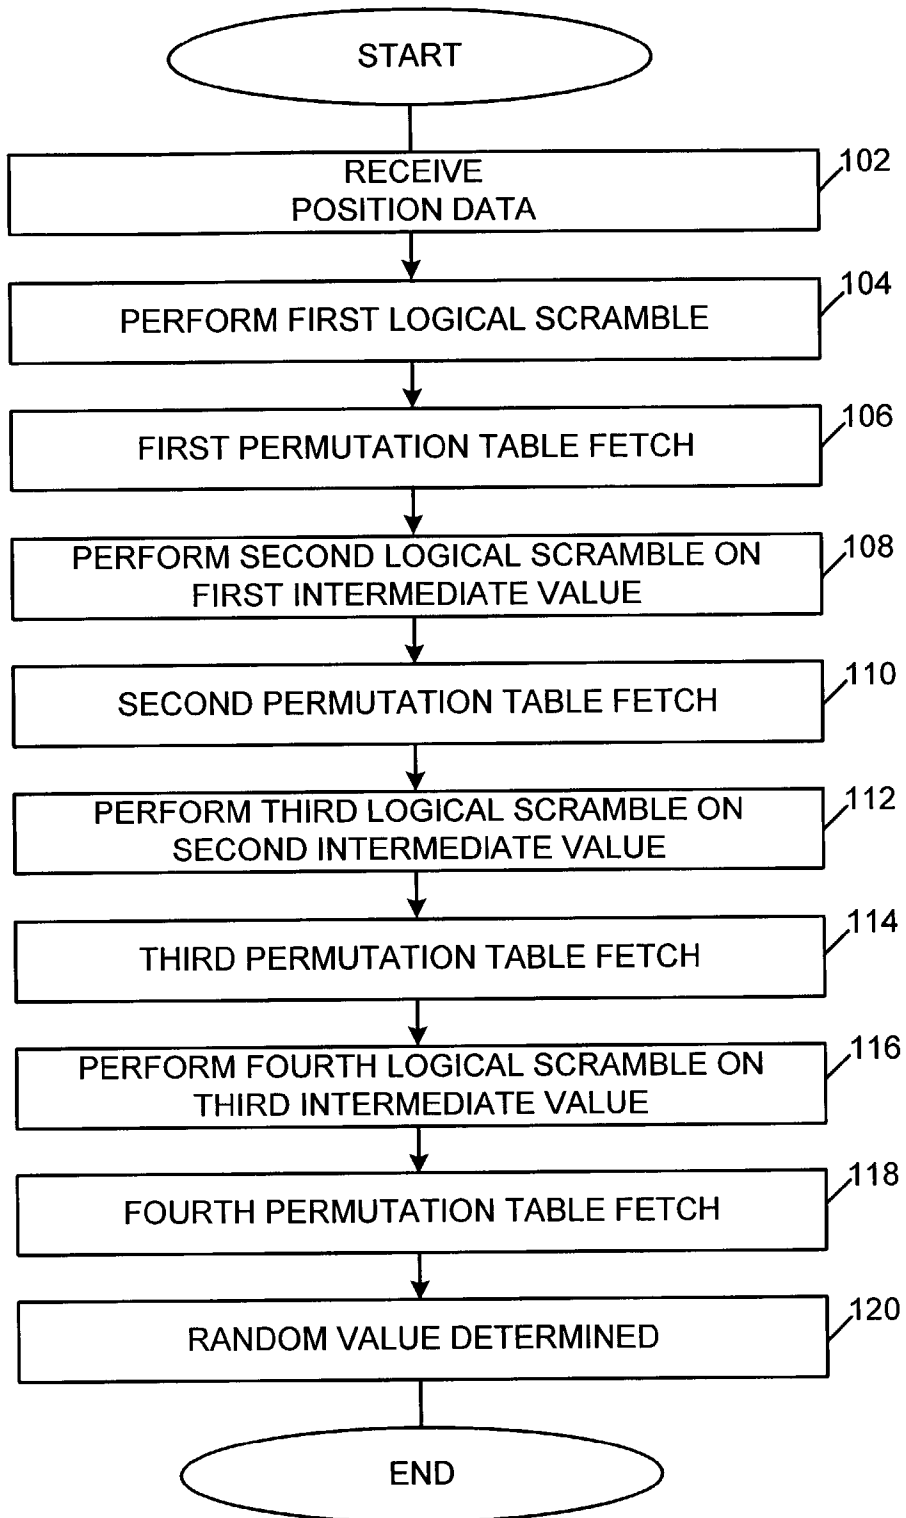 START
RECEIVE
POSITION DATA
102
PERFORM FIRST LOGICAL SCRAMBLE
104
FIRST PERMUTATION TABLE FETCH
106
PERFORM SECOND LOGICAL SCRAMBLE ON
FIRST INTERMEDIATE VALUE
108
SECOND PERMUTATION TABLE FETCH
110
PERFORM THIRD LOGICAL SCRAMBLE ON
SECOND INTERMEDIATE VALUE
112
THIRD PERMUTATION TABLE FETCH
114
PERFORM FOURTH LOGICAL SCRAMBLE ON
THIRD INTERMEDIATE VALUE
116
FOURTH PERMUTATION TABLE FETCH
118
RANDOM VALUE DETERMINED
120
END